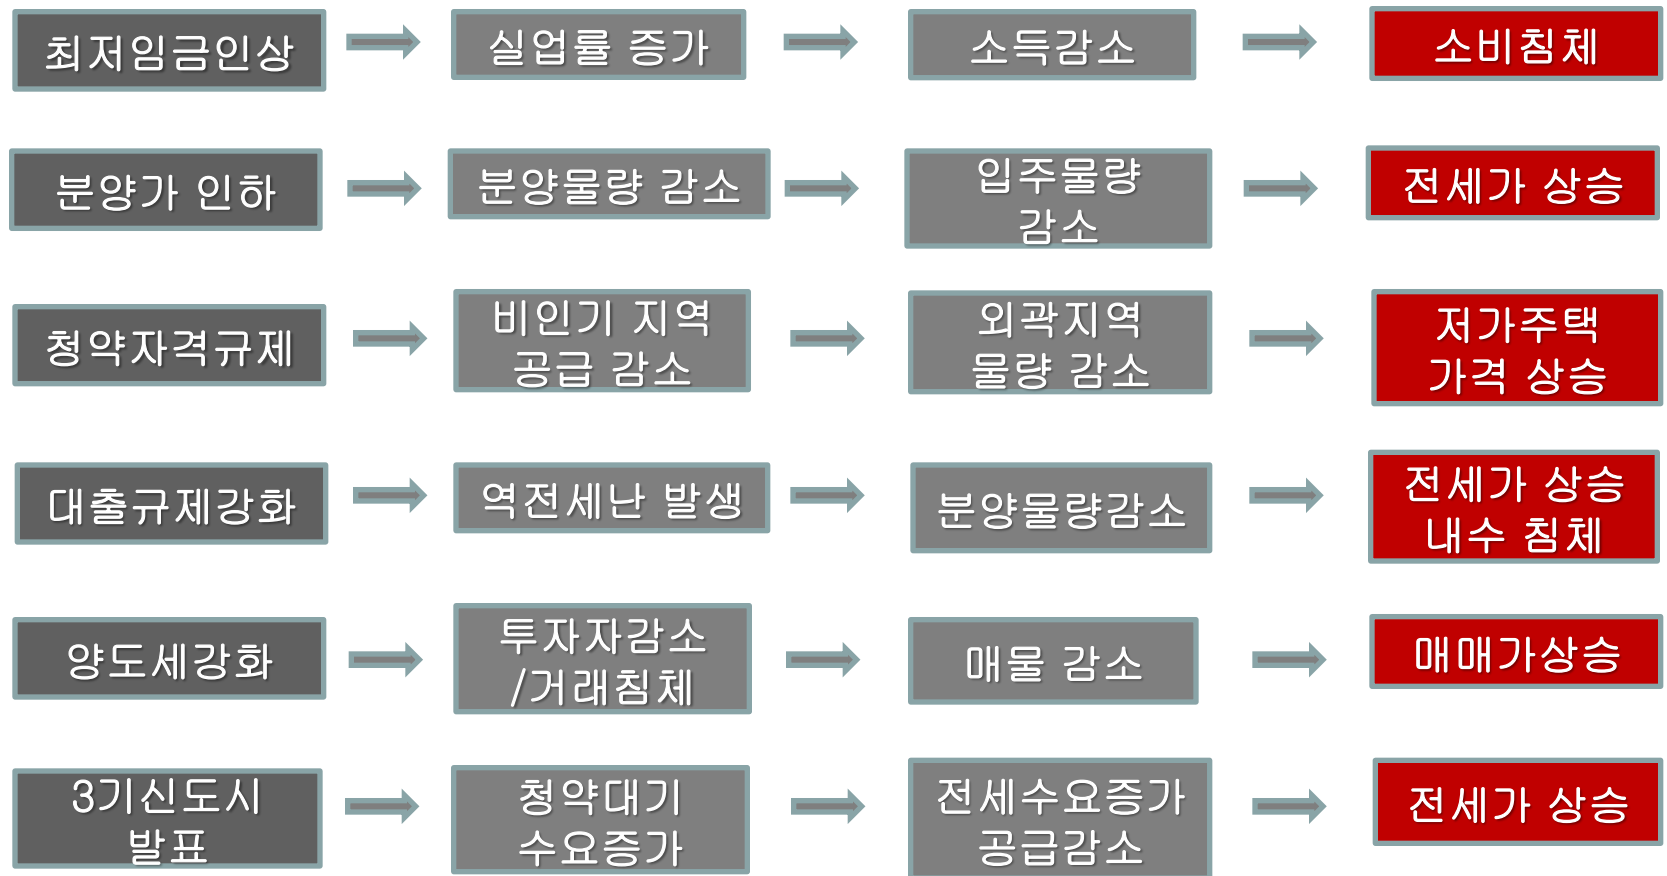 최저임금인상
실업률 증가
소득감소
소비침체
분양가 인하
분양물량 감소
입주물량
감소
전세가 상승
청약자격규제
비인기 지역
공급 감소
외곽지역
물량 감소
저가주택
가격 상승
대출규제강화
역전세난 발생
분양물량감소
전세가 상승
내수 침체
양도세강화
투자자감소
/거래침체
매물 감소
매매가상승
3기신도시
발표
청약대기
수요증가
전세수요증가
공급감소
전세가 상승